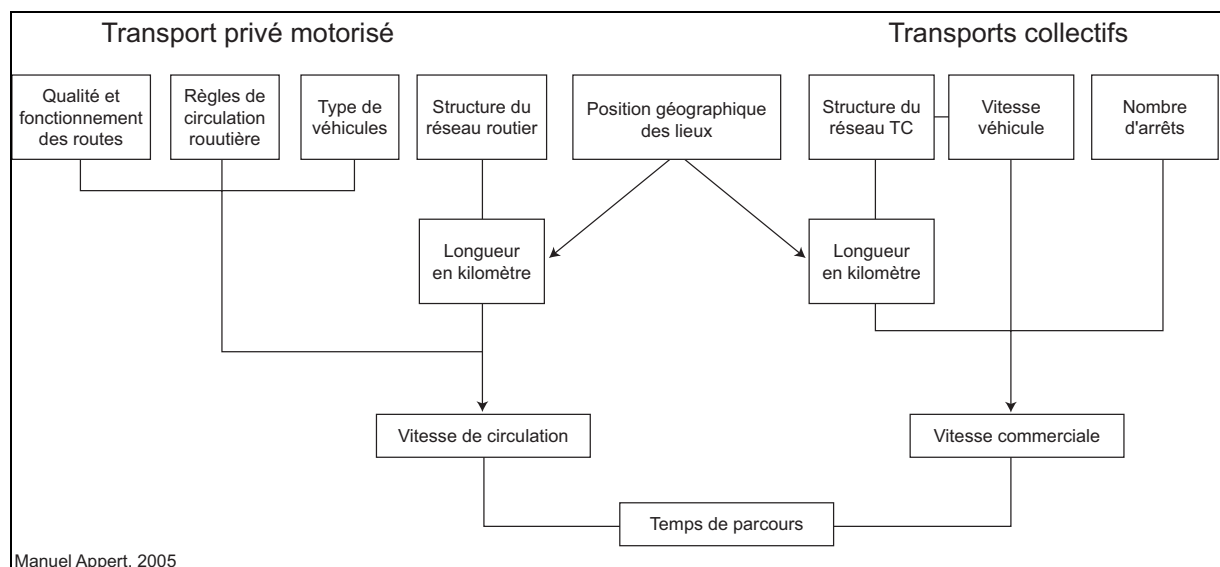 Transport privé motorisé
Transports collectifs
Qualité et
fonctionnement
des routes
Règles de
circulation
rouutière
Type de
véhicules
Structure du
réseau routier
Position géographique
des lieux
Structure du
réseau TC
Vitesse
véhicule
Nombre
d'arrêts
Longueur
en kilomètre
Longueur
en kilomètre
Vitesse de circulation
Vitesse commerciale
Temps de parcours
Manuel Appert, 2005